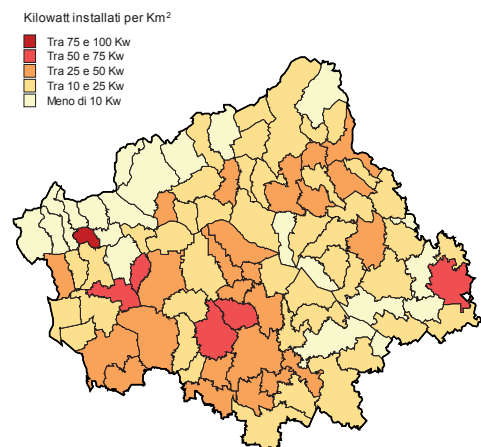 Kilowatt installati per Km²
Tra 75 e 100 Kw
Tra 50 e 75 Kw
Tra 25 e 50 Kw
Tra 10 e 25 Kw
Meno di 10 Kw